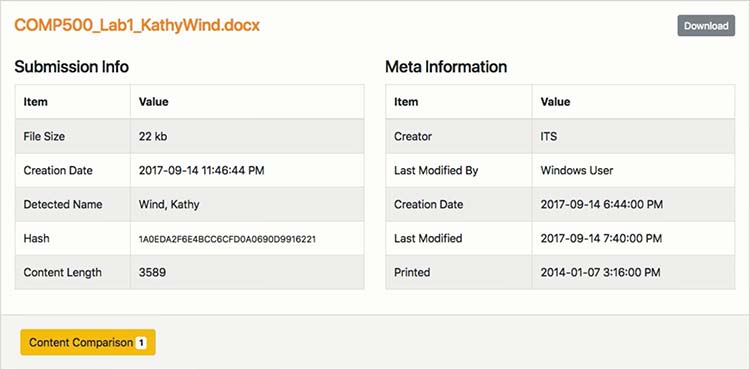 COMP500_Lab1_KathyWind.docx
Download
Submission Info
Item Value
File Size 22 kb
Creation Date 2017-09-14 11:46:44 PM
Detected Name Wind, Kathy
Hash 1A0EDA2F6E4BCC6CFD0A0690D9916221
Content Length 3589
Meta Information
Item Value
Creator ITS
Last Modified By Windows User
Creation Date 2017-09-14 6:44:00 PM
Last Modified 2017-09-14 7:40:00 PM
Printed 2014-01-07 3:16:00 PM
Content Comparison 1